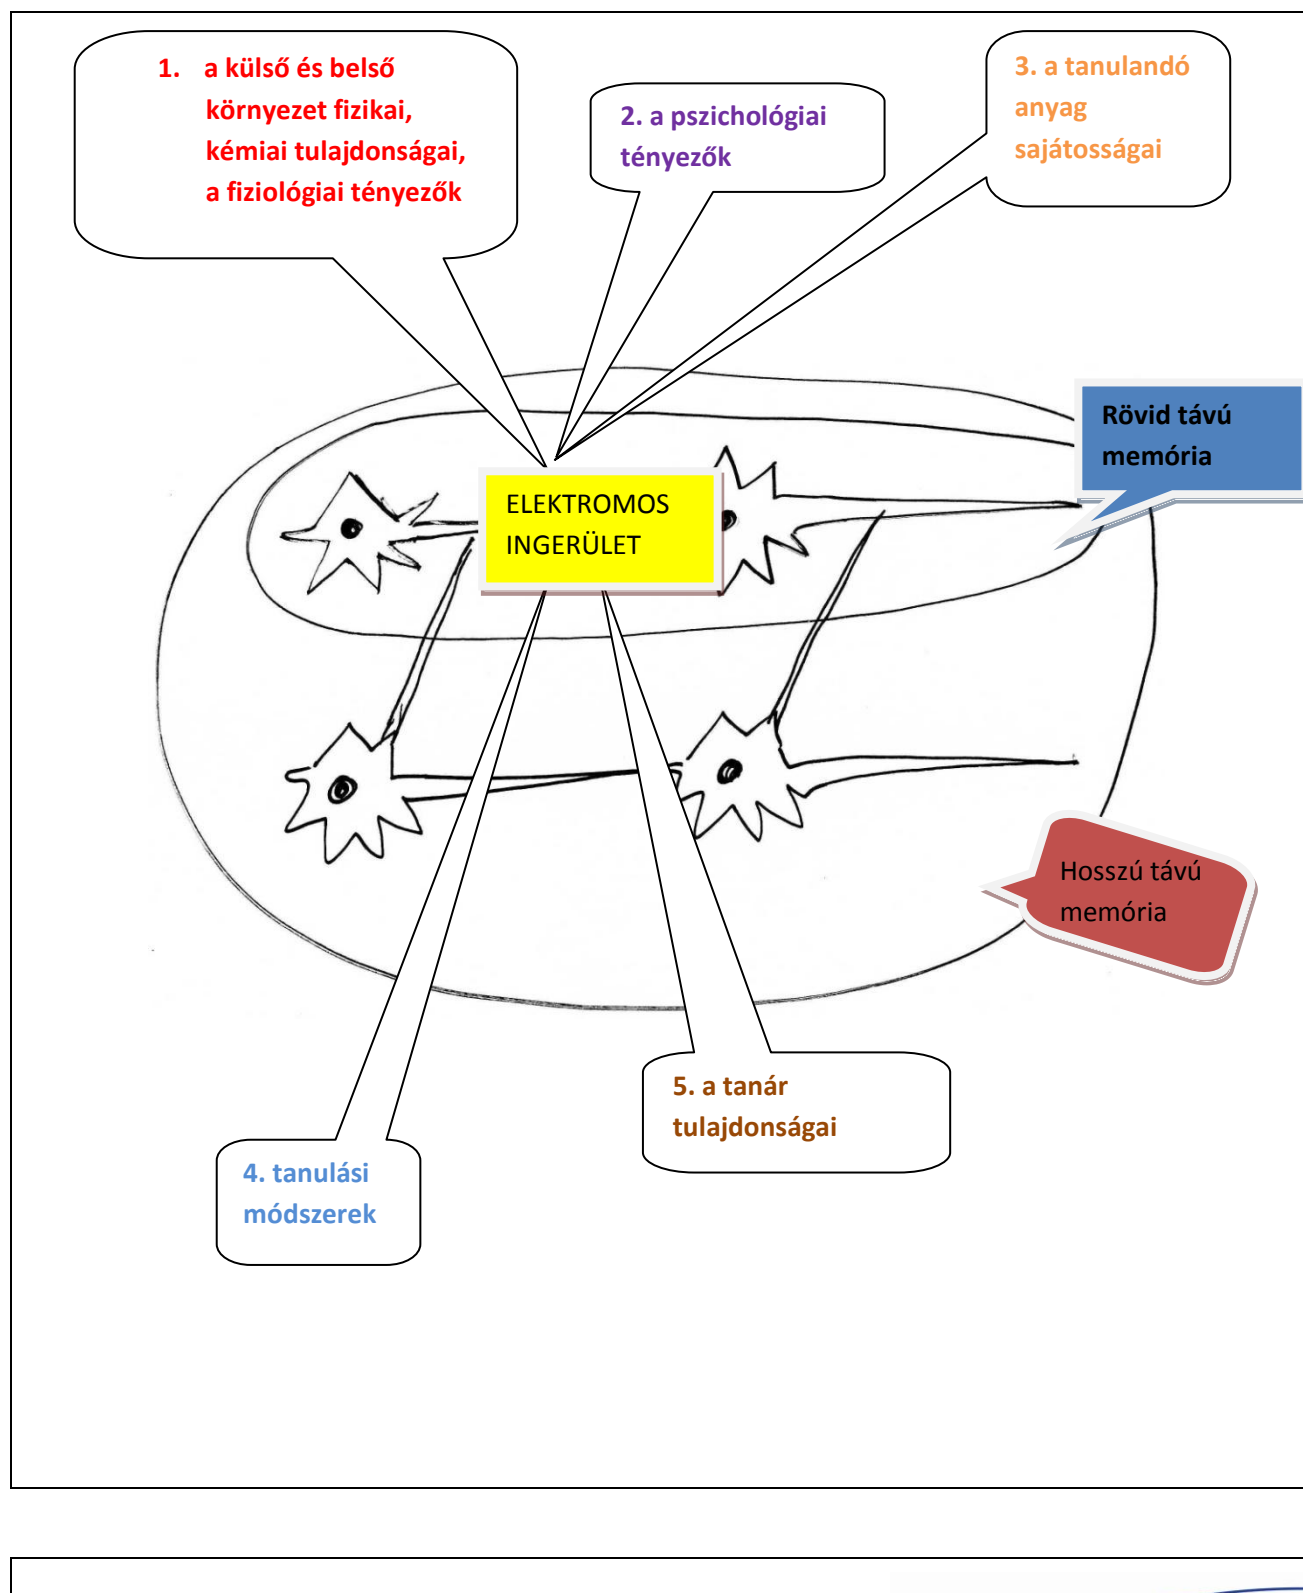 1. a külső és belső
környezet fizikai,
kémiai tulajdonságai,
a fiziológiai tényezők
2. a pszichológiai
tényezők
3. a tanulandó
anyag
sajátosságai
Rövid távú
memória
ELEKTROMOS
INGERÜLET
Hosszú távú
memória
5. a tanár
tulajdonságai
4. tanulási
módszerek